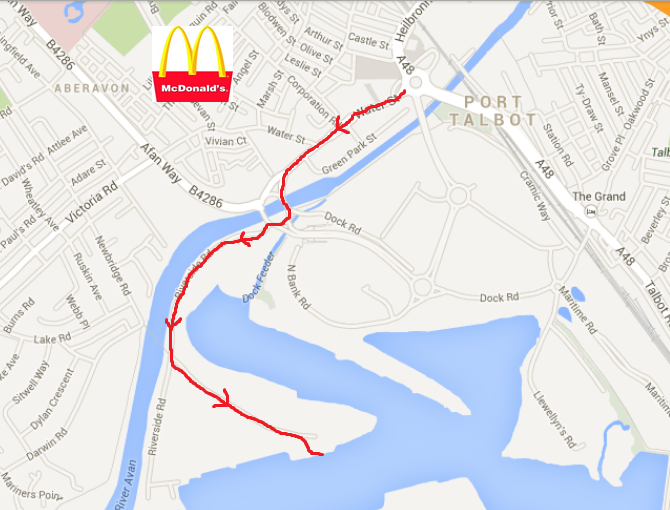 Heilbronn
A48
B4286
Arthur St
Castle St
Olive St
Leslie St
Angel St
Marsh St
Corporation
ABERAVON
McDonald's
PORT
TALBOT
Water St
Water St
Vivian Ct
Green Park St
Afan Way
B4286
Attlee Ave
David's Rd
Adare St
Victoria Rd
Wheatley Ave
Paul's Rd
Newbridge Rd
Ruskin Ave
Webb Pl
Burns Rd
Lake Rd
Sitwell Way
Dylan Crescent
Darwin Rd
Mariners Point
River Avan
Riverside Rd
Riverside Rd
Dock Feeder
N Bank Rd
Dock Rd
Dock Rd
Cramic Way
Station Rd
Ty-Draw St
Mansel St
Oakwood St
Grove Pl
Bath St
Ynys St
The Grand
Beverley St
A48
A48
Talbot R
Maritime Rd
Llewellyn's Rd